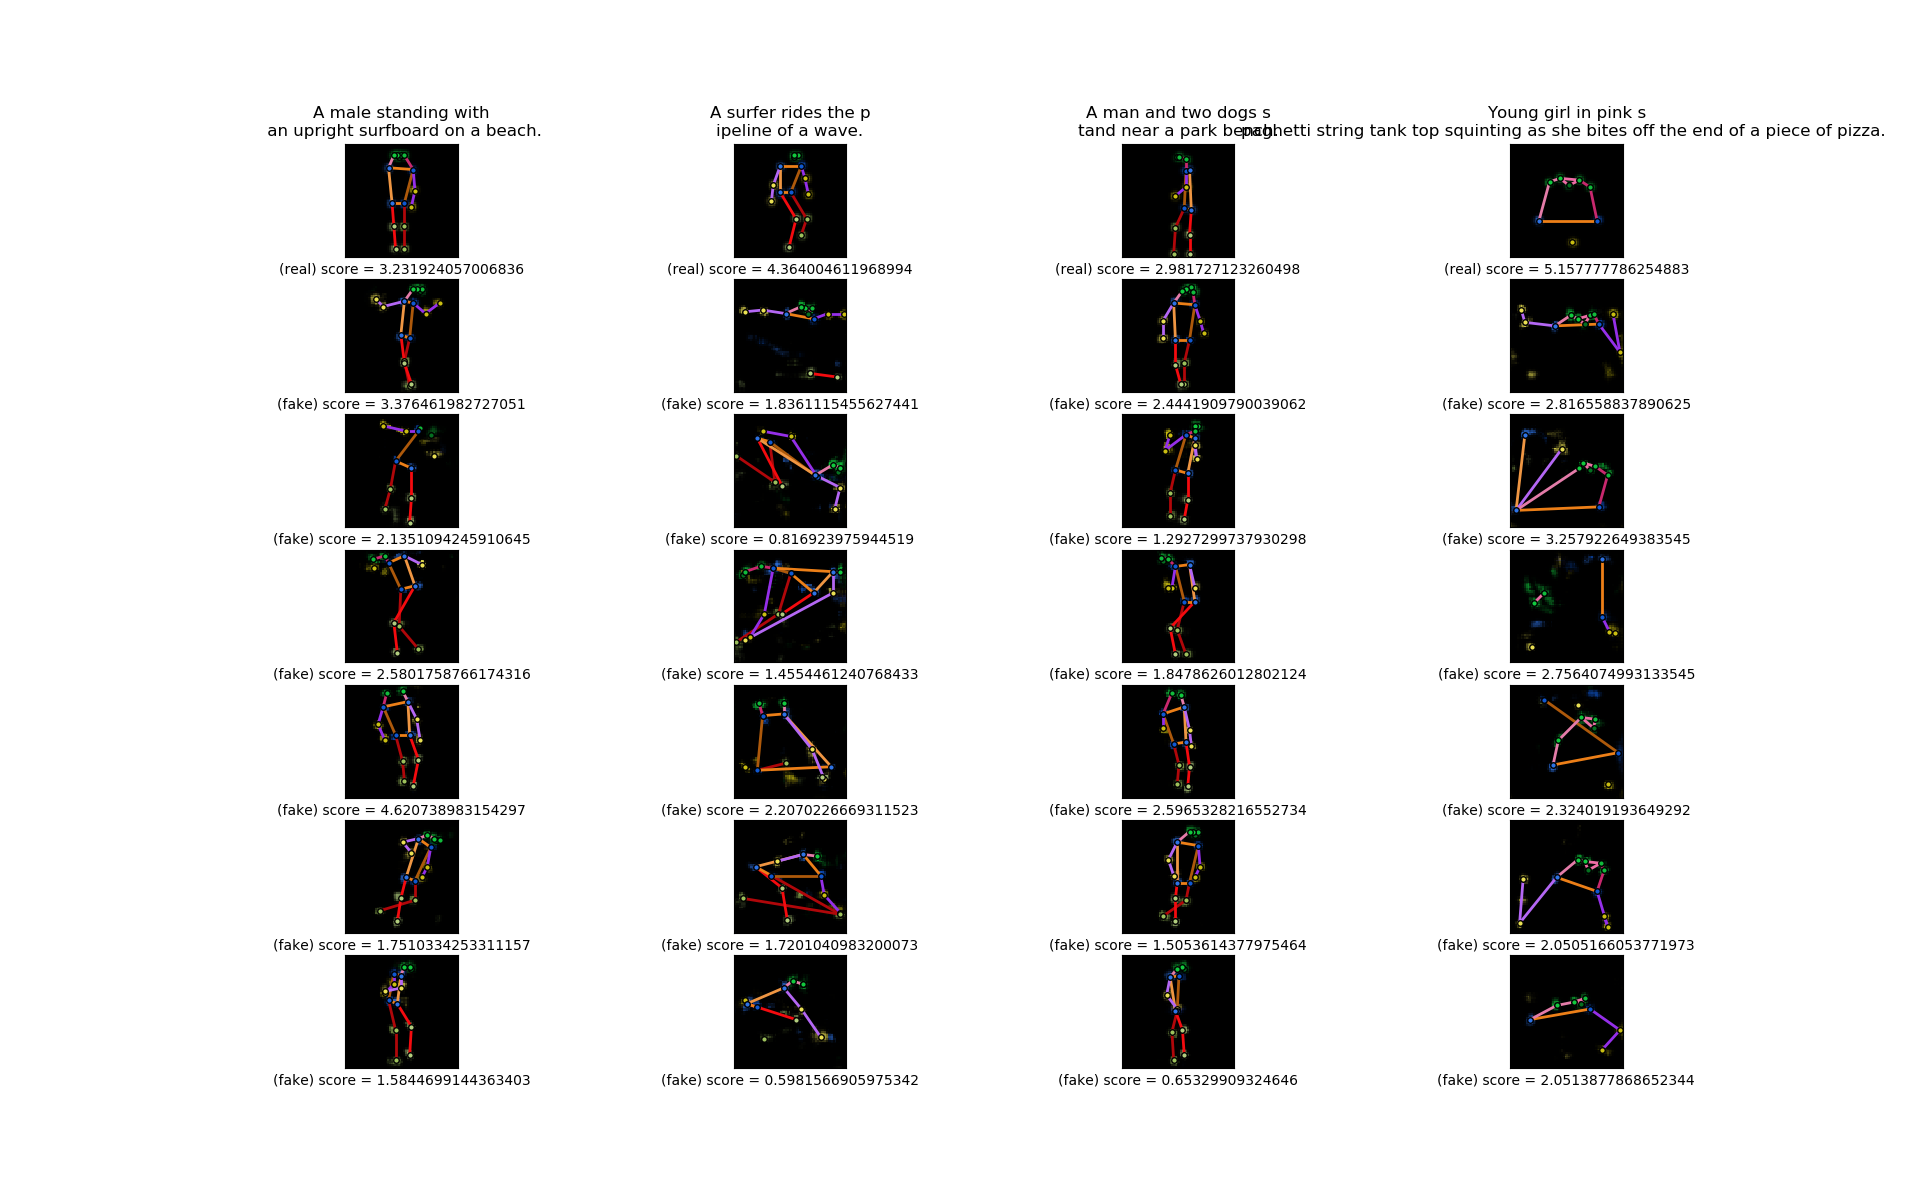 A male standing with
an upright surfboard on a beach.
A surfer rides the p
ipeline of a wave.
A man and two dogs s
tand near a park bench.
Young girl in pink s
paghetti string tank top squinting as she bites off the end of a piece of pizza.
(real) score = 3.231924057006836
(real) score = 4.364004611968994
(real) score = 2.981727123260498
(real) score = 5.157777786254883
(fake) score = 3.376461982727051
(fake) score = 1.8361115455627441
(fake) score = 2.4441909790039062
(fake) score = 2.816558837890625
(fake) score = 2.1351094245910645
(fake) score = 0.816923975944519
(fake) score = 1.2927299737930298
(fake) score = 3.257922649383545
(fake) score = 2.5801758766174316
(fake) score = 1.4554461240768433
(fake) score = 1.8478626012802124
(fake) score = 2.7564074993133545
(fake) score = 4.620738983154297
(fake) score = 2.2070226669311523
(fake) score = 2.5965328216552734
(fake) score = 2.324019193649292
(fake) score = 1.7510334253311157
(fake) score = 1.7201040983200073
(fake) score = 1.5053614377975464
(fake) score = 2.0505166053771973
(fake) score = 1.5844699144363403
(fake) score = 0.5981566905975342
(fake) score = 0.65329909324646
(fake) score = 2.0513877868652344